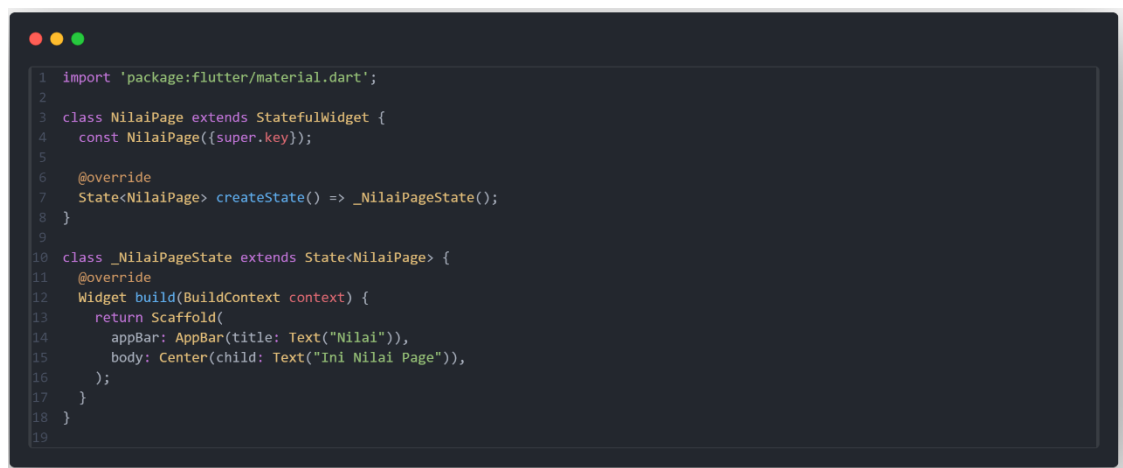 1 import 'package:flutter/material.dart';
2
3 class NilaiPage extends StatefulWidget {
4   const NilaiPage({super.key});
5
6   @override
7   State<NilaiPage> createState() => _NilaiPageState();
8 }
9
10 class _NilaiPageState extends State<NilaiPage> {
11   @override
12   Widget build(BuildContext context) {
13     return Scaffold(
14       appBar: AppBar(title: Text("Nilai")),
15       body: Center(child: Text("Ini Nilai Page")),
16     );
17   }
18 }
19